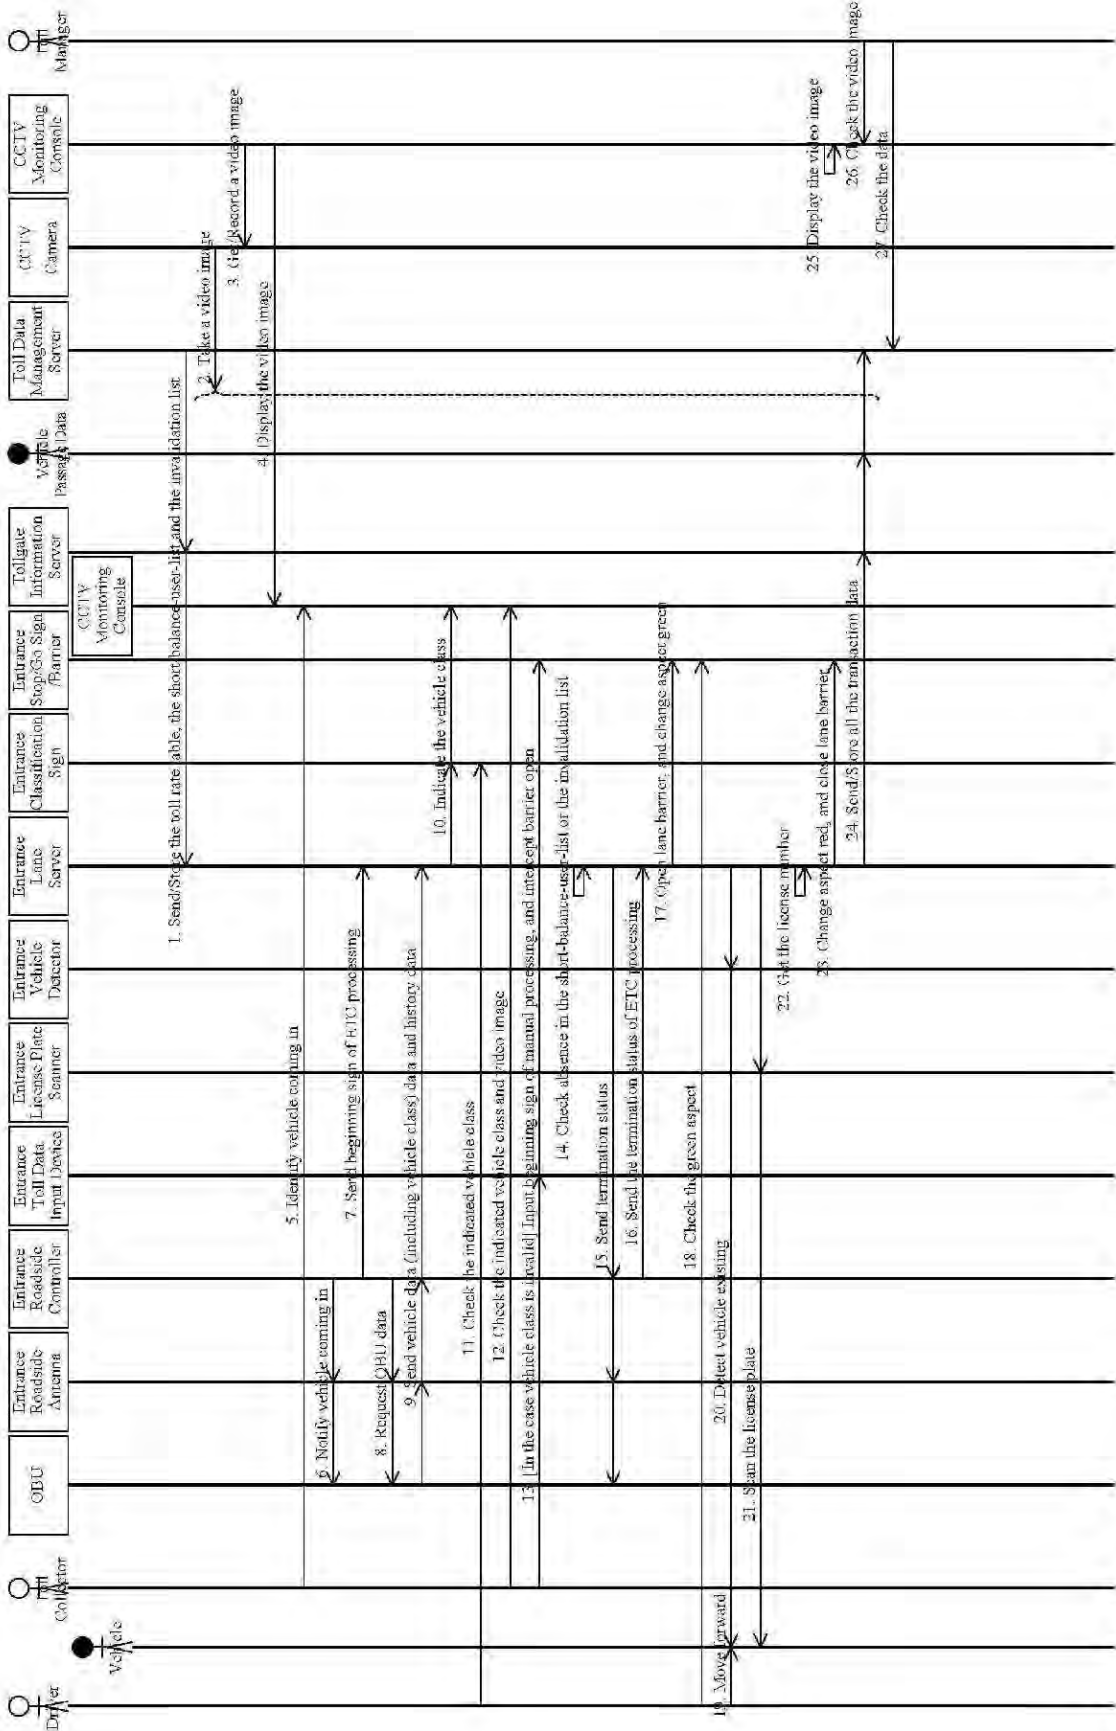 Driver
Vehicle
Toll
Collector
OBU
Entrance
Roadside
Antenna
Entrance
Roadside
Controller
Entrance
Toll Data
Input Device
Entrance
License Plate
Scanner
Entrance
Vehicle
Detector
Entrance
Lane
Server
Entrance
Classification
Sign
Entrance
Stop/Go Sign
/Barrier
CCTV
Monitoring
Console
Tollgate
Information
Server
Vehicle
Passage Data
Toll Data
Management
Server
CCTV
Camera
CCTV
Monitoring
Console
Toll
Manager
1. Send/Store the toll rate table, the short-balance-user-list and the invalidation list
2. Take a video image
3. Get/Record a video image
4. Display the video image
5. Identify vehicle coming in
6. Notify vehicle coming in
7. Send beginning sign of ETC processing
8. Request OBU data
9. Send vehicle data (including vehicle class) data and history data
10. Indicate the vehicle class
11. Check the indicated vehicle class
12. Check the indicated vehicle class and video image
13. [In the case vehicle class is invalid] Input beginning sign of manual processing, and intercept barrier open
14. Check absence in the short-balance-user-list or the invalidation list
15. Send termination status
16. Send the termination status of ETC processing
17. Open lane barrier, and change aspect green
18. Check the green aspect
19. Move forward
20. Detect vehicle existing
21. Scan the license plate
22. Get the license number
23. Change aspect red, and close lane barrier
24. Send/Store all the transaction data
25. Display the video image
26. Check the video image
27. Check the data